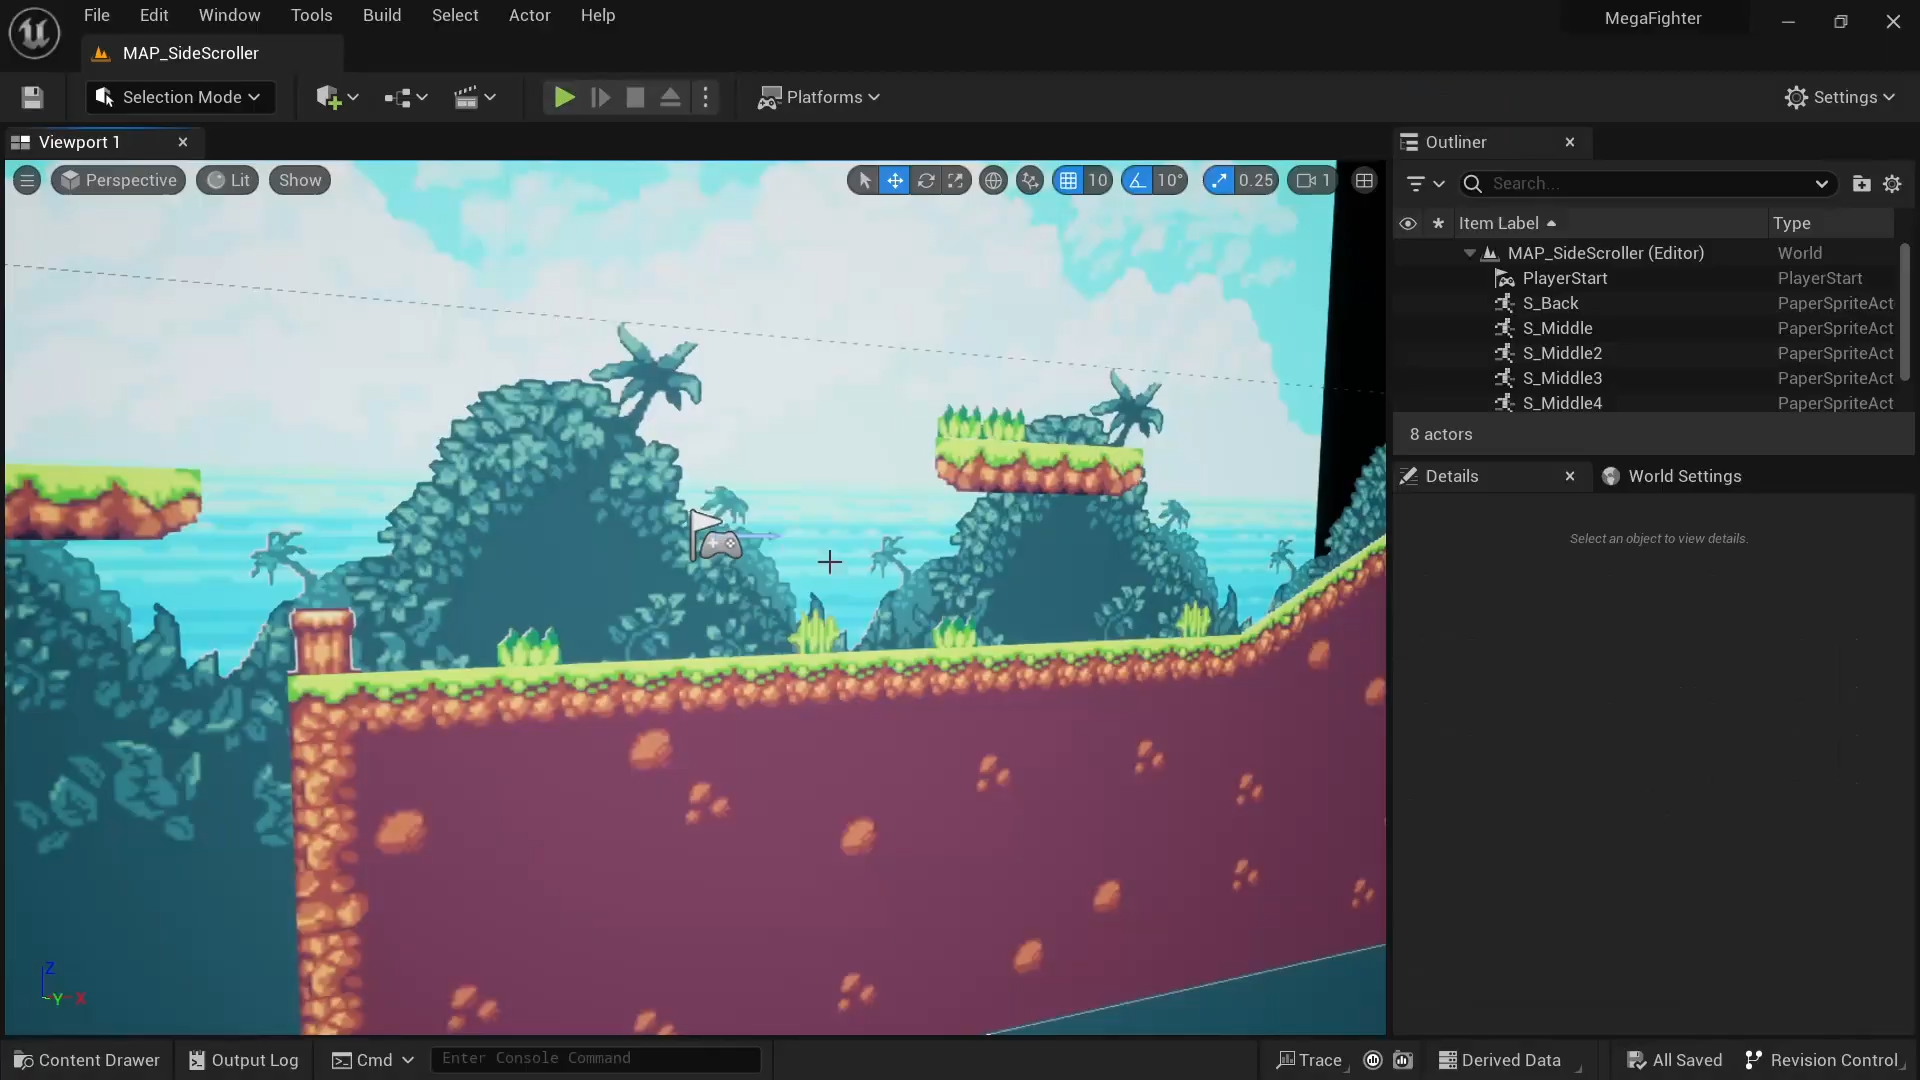 File Edit Window Tools Build Select Actor Help
MegaFighter
MAP_SideScroller
Selection Mode
Platforms
Settings
Viewport 1
Outliner
Perspective Lit Show
10 10° 0.25 1
Search...
Item Label Type
MAP_SideScroller (Editor) World
PlayerStart PlayerStart
S_Back PaperSpriteAct
S_Middle PaperSpriteAct
S_Middle2 PaperSpriteAct
S_Middle3 PaperSpriteAct
S_Middle4 PaperSpriteAct
8 actors
Details World Settings
Select an object to view details.
Z
Y X
Content Drawer Output Log Cmd Enter Console Command Trace Derived Data All Saved Revision Control